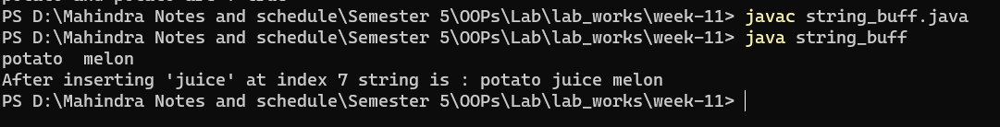 PS D:\Mahindra Notes and schedule\Semester 5\OOPs\Lab\lab_works\week-11> javac string_buff.java
PS D:\Mahindra Notes and schedule\Semester 5\OOPs\Lab\lab_works\week-11> java string_buff
potato  melon
After inserting 'juice' at index 7 string is : potato juice melon
PS D:\Mahindra Notes and schedule\Semester 5\OOPs\Lab\lab_works\week-11>